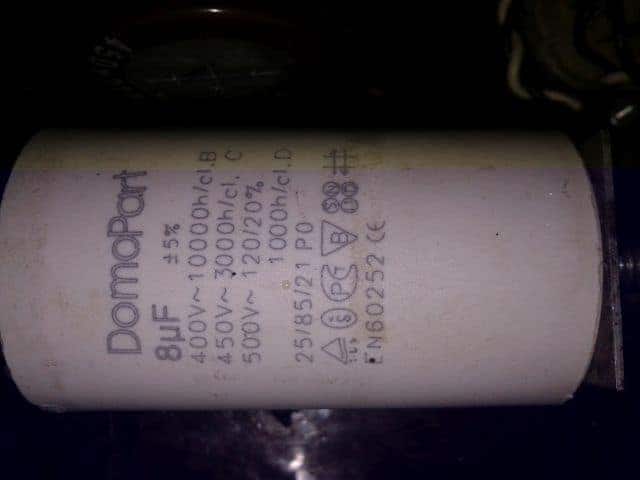 DomoPart
8µF ±5%
400V~10000h/cl.B
450V~3000h/cl. C
500V~ 120/20%
1000h/cl.D
25/85/21 P0
EN60252 CE